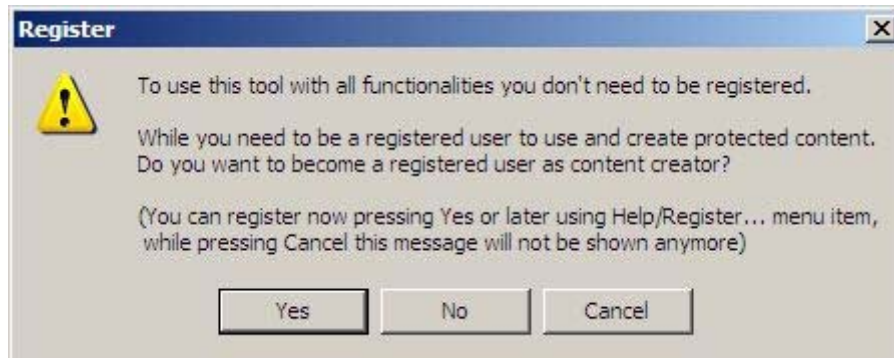 Register
To use this tool with all functionalities you don't need to be registered.
While you need to be a registered user to use and create protected content.
Do you want to become a registered user as content creator?
(You can register now pressing Yes or later using Help/Register... menu item,
while pressing Cancel this message will not be shown anymore)
Yes No Cancel